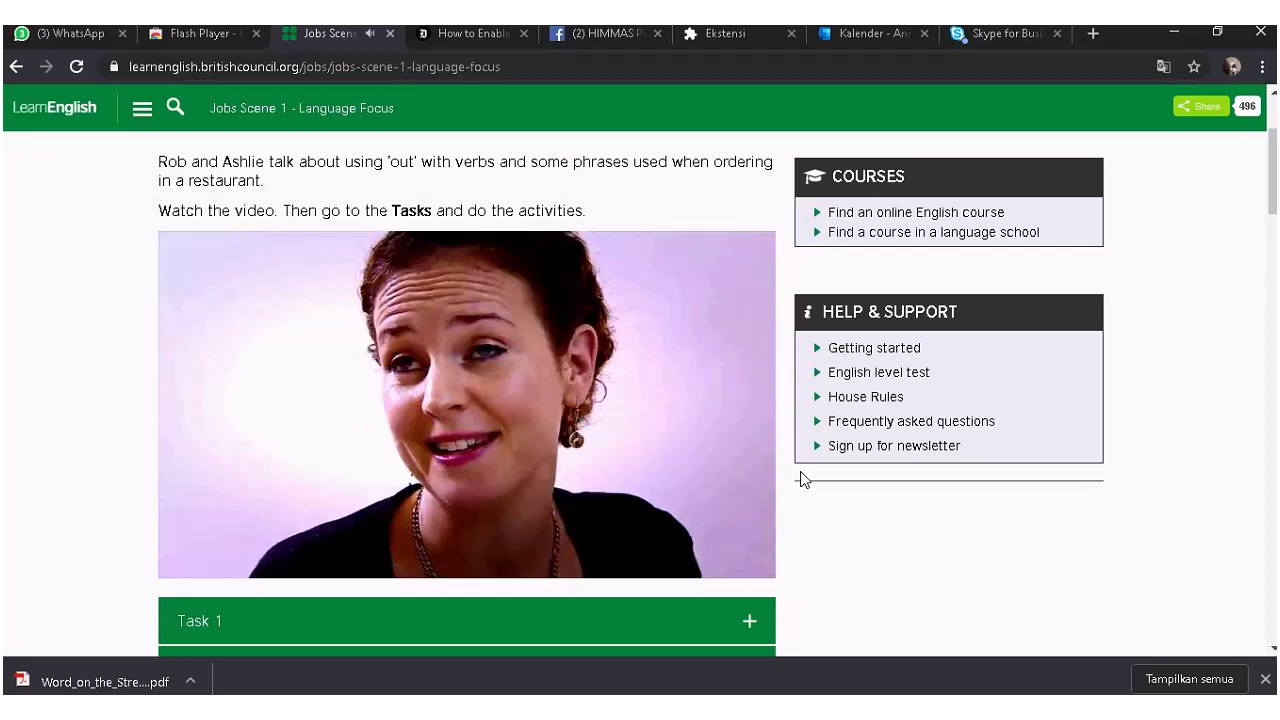 (3) WhatsApp
Flash Player - C
Jobs Scene
How to Enable
(2) HIMMAS P
Ekstensi
Kalender - Ann
Skype for Busi
learnenglish.britishcouncil.org/jobs/jobs-scene-1-language-focus
LearnEnglish
Jobs Scene 1 - Language Focus
Share
496
Rob and Ashlie talk about using 'out' with verbs and some phrases used when ordering
in a restaurant.
Watch the video. Then go to the Tasks and do the activities.
COURSES
Find an online English course
Find a course in a language school
HELP & SUPPORT
Getting started
English level test
House Rules
Frequently asked questions
Sign up for newsletter
Task 1
Word_on_the_Stre....pdf
Tampilkan semua